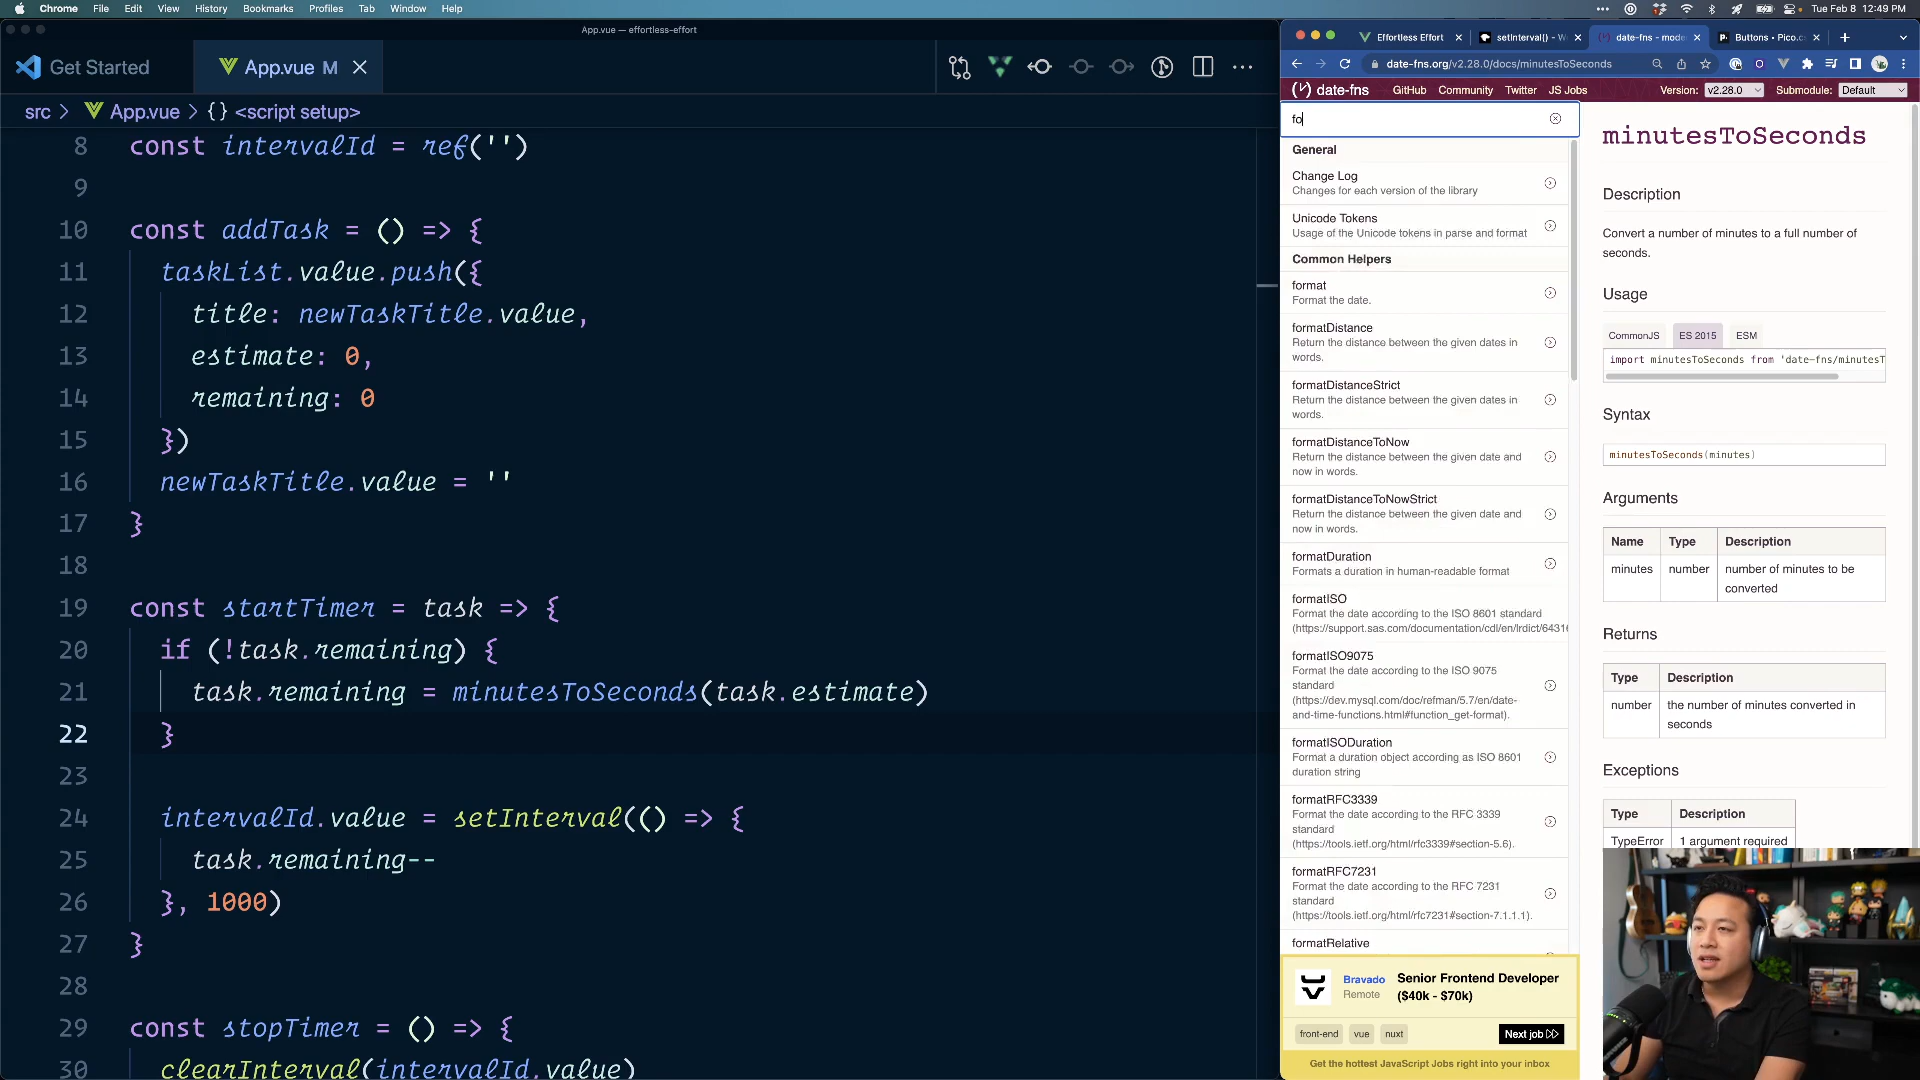 Chrome File Edit View History Bookmarks Profiles Tab Window Help
Tue Feb 8 12:49 PM
App.vue — effortless-effort
Get Started
App.vue M
src > App.vue > {} <script setup>
8 const intervalId = ref('')
9
10 const addTask = () => {
11 taskList.value.push({
12 title: newTaskTitle.value,
13 estimate: 0,
14 remaining: 0
15 })
16 newTaskTitle.value = ''
17 }
18
19 const startTimer = task => {
20 if (!task.remaining) {
21 task.remaining = minutesToSeconds(task.estimate)
22 }
23
24 intervalId.value = setInterval(() => {
25 task.remaining--
26 }, 1000)
27 }
28
29 const stopTimer = () => {
30 clearInterval(intervalId.value)
Effortless Effort
setInterval() - W
date-fns - mode
Buttons • Pico.c
date-fns.org/v2.28.0/docs/minutesToSeconds
date-fns GitHub Community Twitter JS Jobs Version: v2.28.0 Submodule: Default
fo
General
Change Log
Changes for each version of the library
Unicode Tokens
Usage of the Unicode tokens in parse and format
Common Helpers
format
Format the date.
formatDistance
Return the distance between the given dates in
words.
formatDistanceStrict
Return the distance between the given dates in
words.
formatDistanceToNow
Return the distance between the given date and
now in words.
formatDistanceToNowStrict
Return the distance between the given date and
now in words.
formatDuration
Formats a duration in human-readable format
formatISO
Format the date according to the ISO 8601 standard
(https://support.sas.com/documentation/cdl/en/lrdict/6431
formatISO9075
Format the date according to the ISO 9075
standard
(https://dev.mysql.com/doc/refman/5.7/en/date-
and-time-functions.html#function_get-format).
formatISODuration
Format a duration object according as ISO 8601
duration string
formatRFC3339
Format the date according to the RFC 3339
standard
(https://tools.ietf.org/html/rfc3339#section-5.6).
formatRFC7231
Format the date according to the RFC 7231
standard
(https://tools.ietf.org/html/rfc7231#section-7.1.1.1).
formatRelative
Bravado
Remote
Senior Frontend Developer
($40k - $70k)
front-end vue nuxt
Next job
Get the hottest JavaScript Jobs right into your inbox
minutesToSeconds
Description
Convert a number of minutes to a full number of
seconds.
Usage
CommonJS ES 2015 ESM
import minutesToSeconds from 'date-fns/minutesT
Syntax
minutesToSeconds(minutes)
Arguments
Name Type Description
minutes number number of minutes to be
converted
Returns
Type Description
number the number of minutes converted in
seconds
Exceptions
Type Description
TypeError 1 argument required